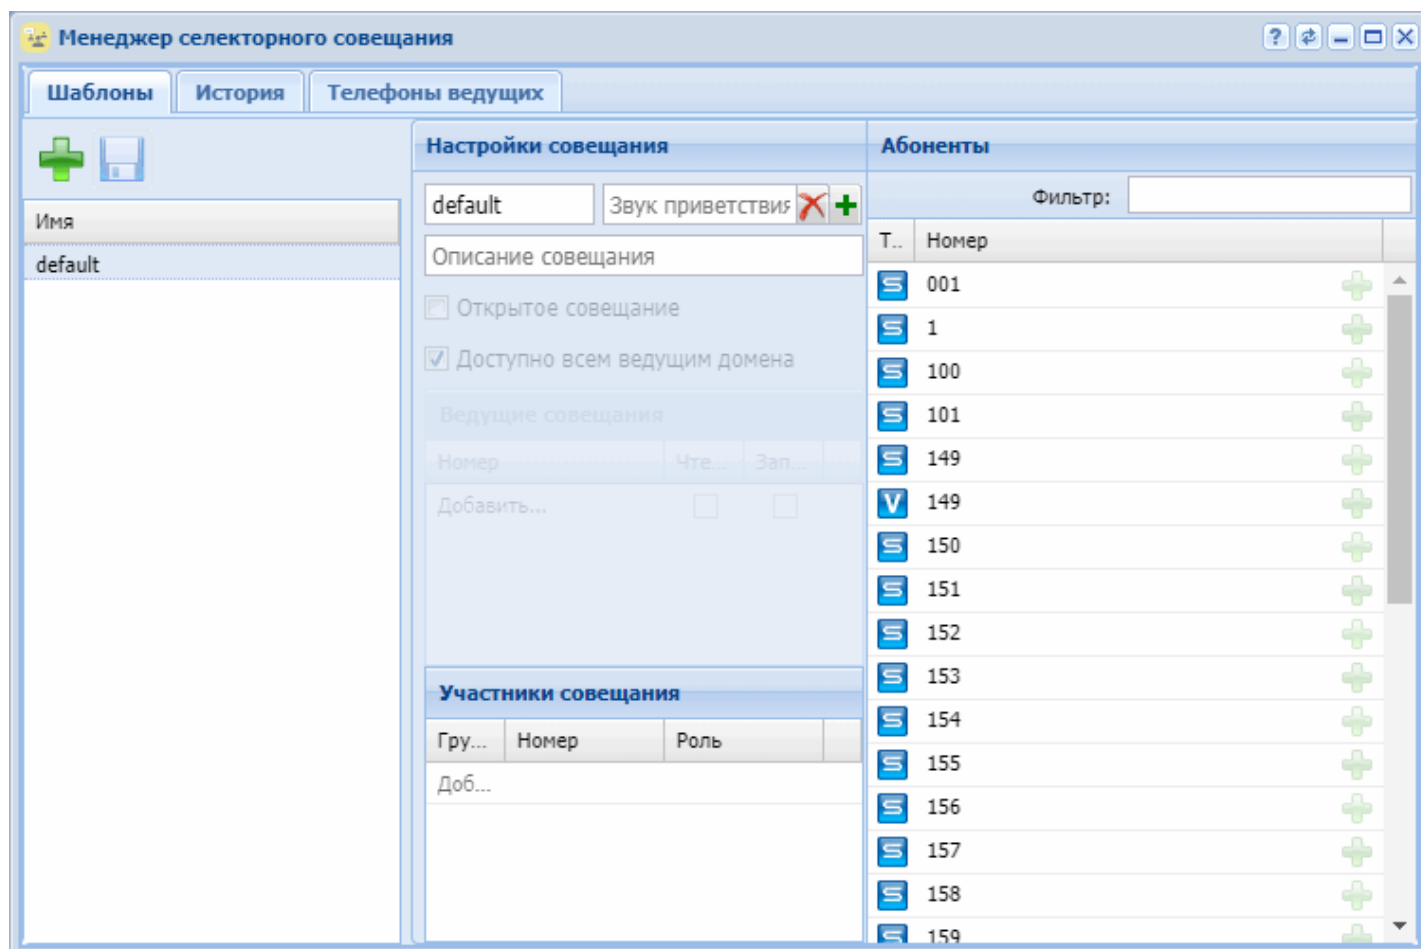 Менеджер селекторного совещания
Шаблоны История Телефоны ведущих
Имя
default
Настройки совещания
default Звук приветствия
Описание совещания
Открытое совещание
Доступно всем ведущим домена
Ведущие совещания
Номер Чте... Зап...
Добавить...
Участники совещания
Гру... Номер Роль
Доб...
Абоненты
Фильтр:
Т.. Номер
S 001
S 1
S 100
S 101
S 149
V 149
S 150
S 151
S 152
S 153
S 154
S 155
S 156
S 157
S 158
S 159